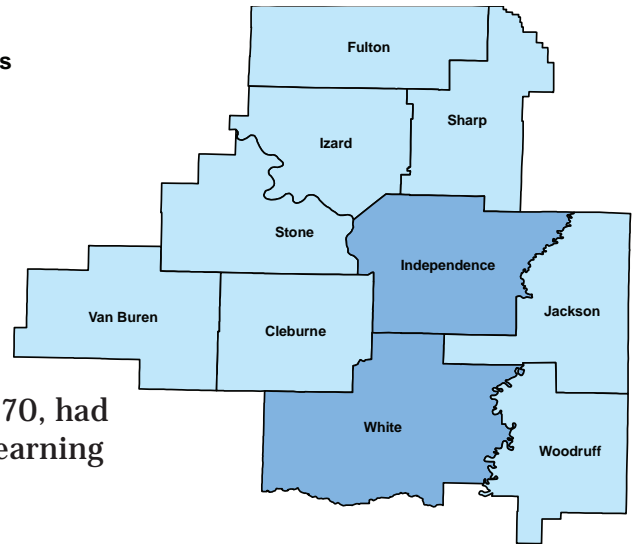 Fulton
s
Sharp
Izard
Stone
Independence
Jackson
Van Buren
Cleburne
70, had
White
earning
Woodruff